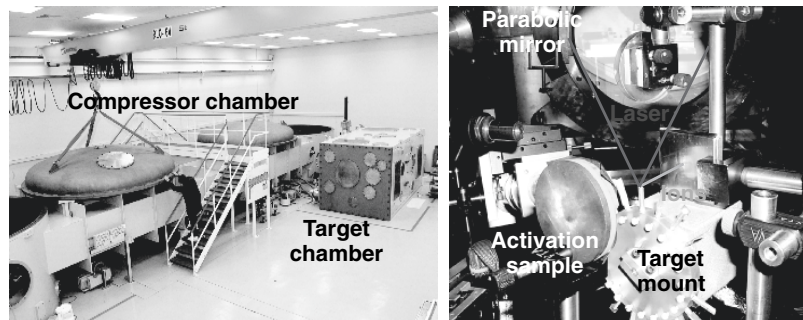 Compressor chamber
Target
chamber
Parabolic
mirror
Laser
Ions
Activation
sample
Target
mount